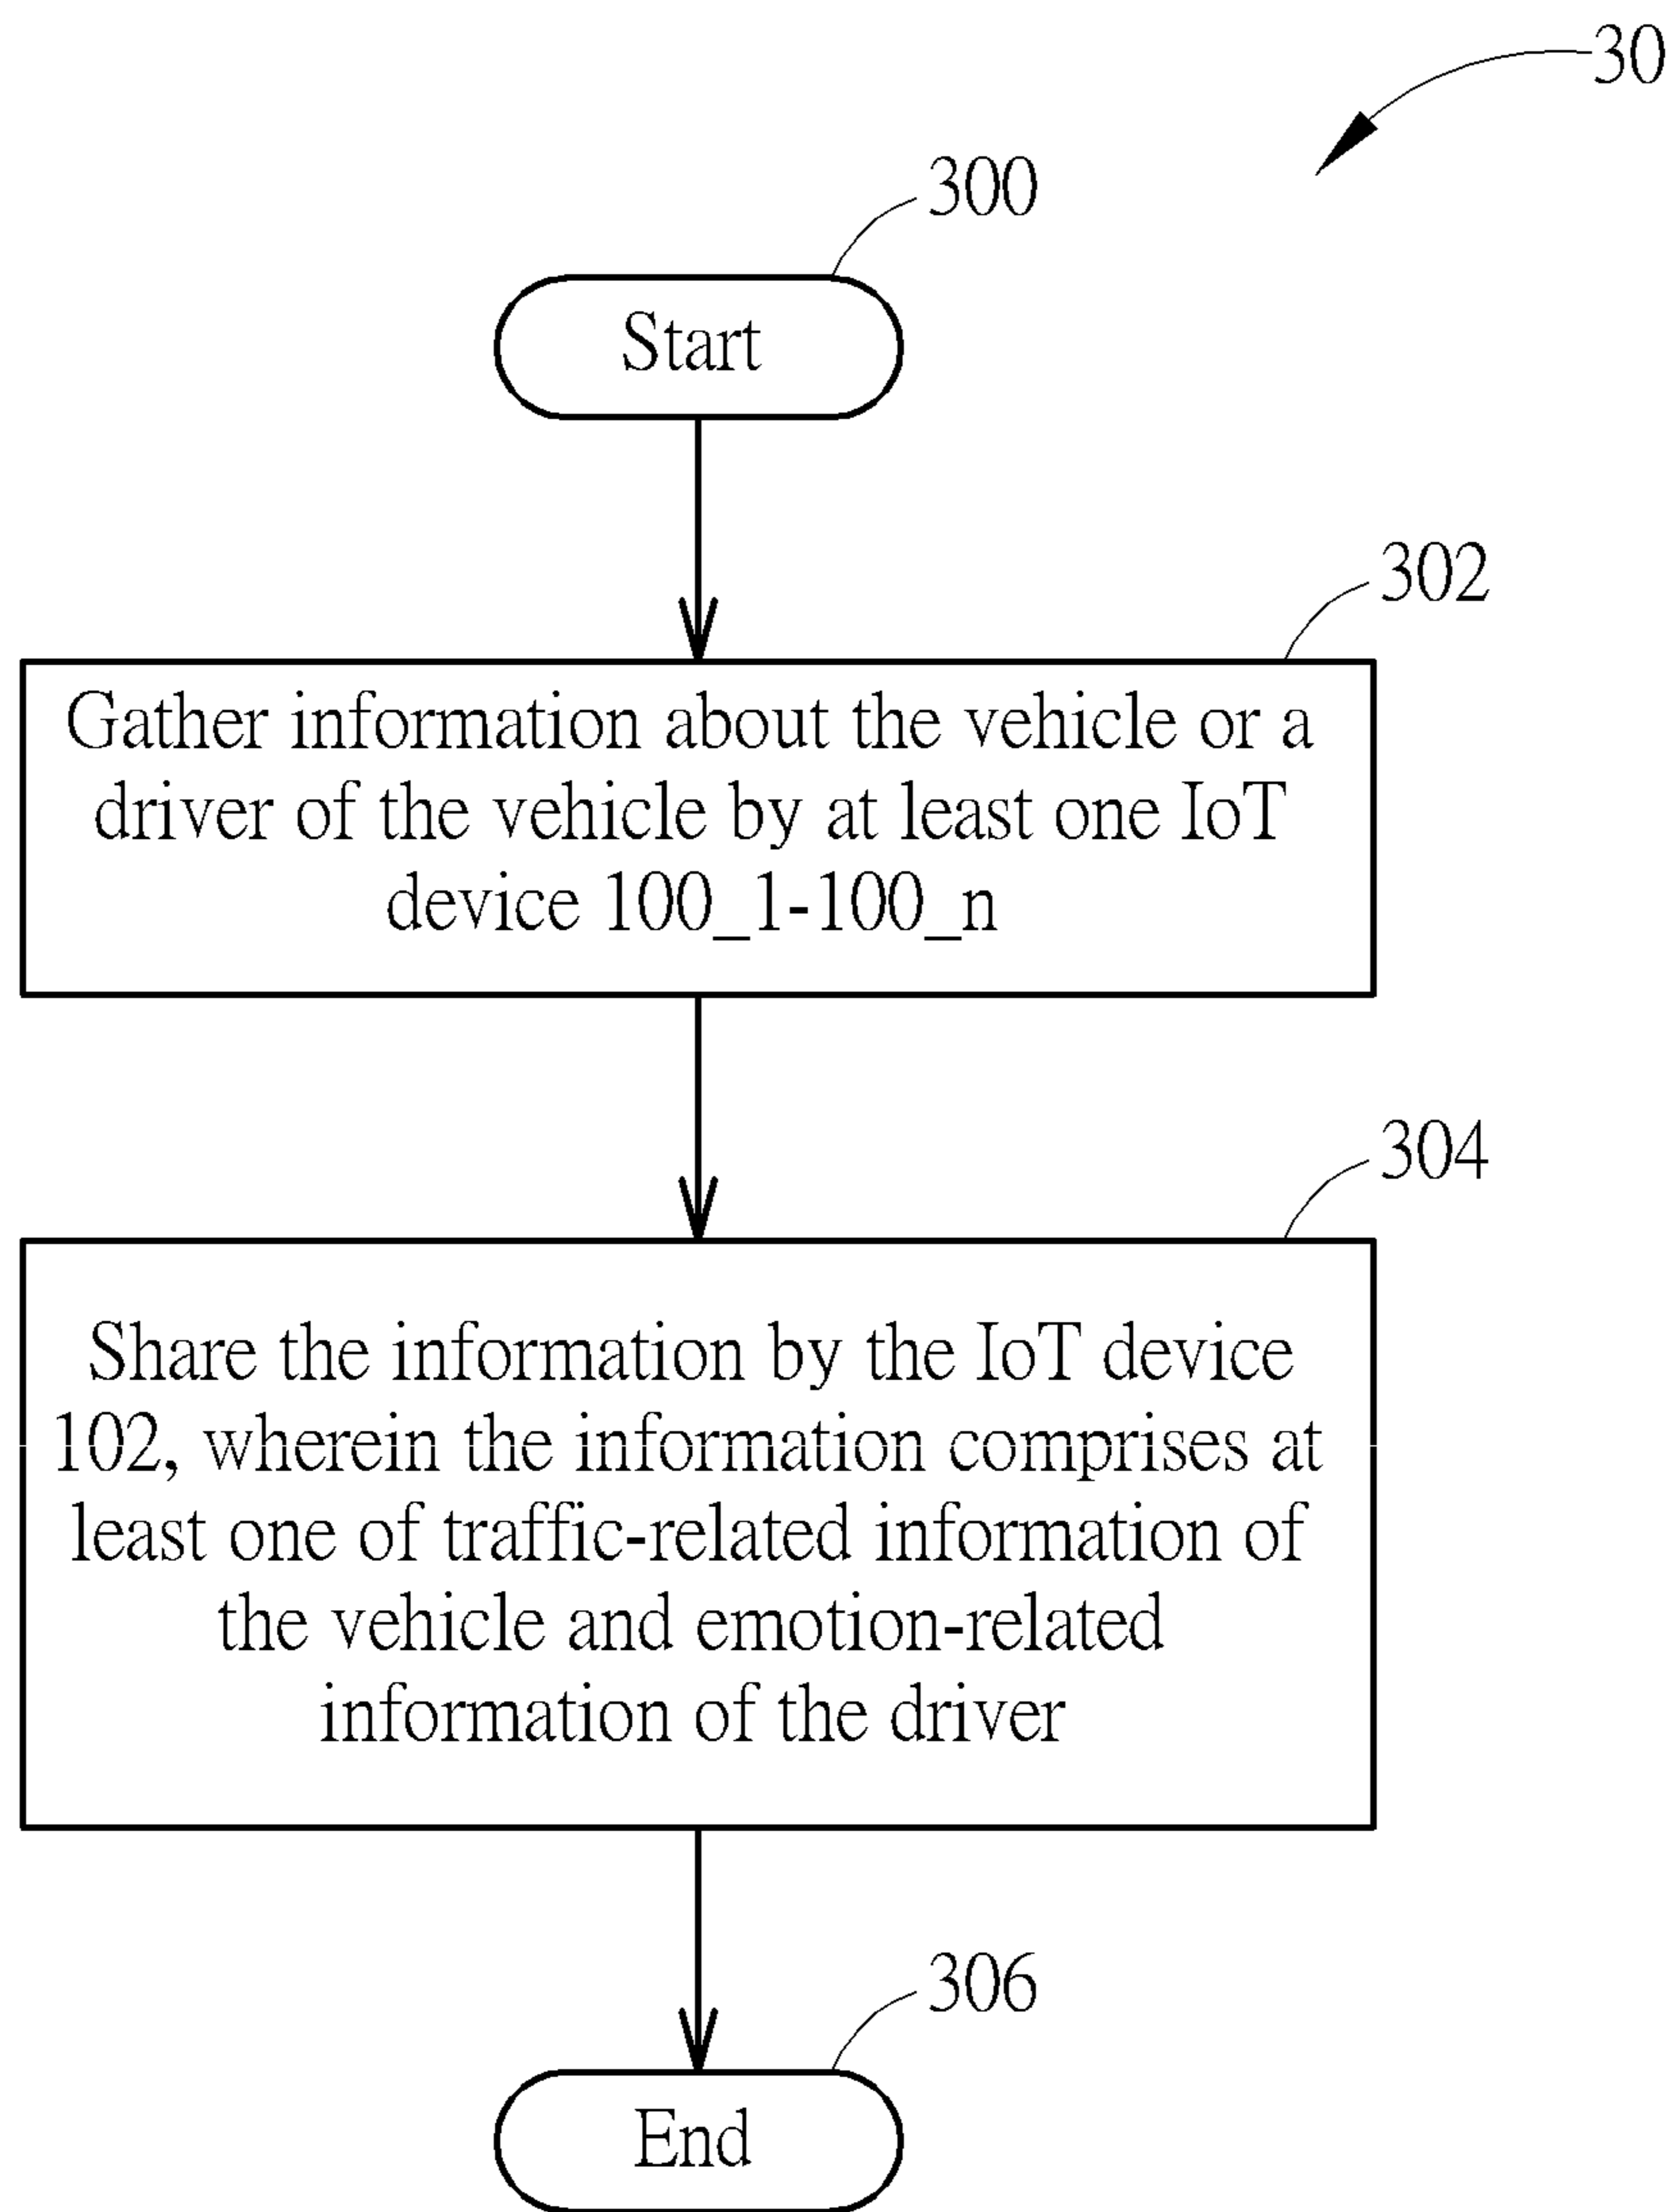 30
300
Start
302
Gather information about the vehicle or a
driver of the vehicle by at least one IoT
device 100_1-100_n
304
Share the information by the IoT device
102, wherein the information comprises at
least one of traffic-related information of
the vehicle and emotion-related
information of the driver
306
End